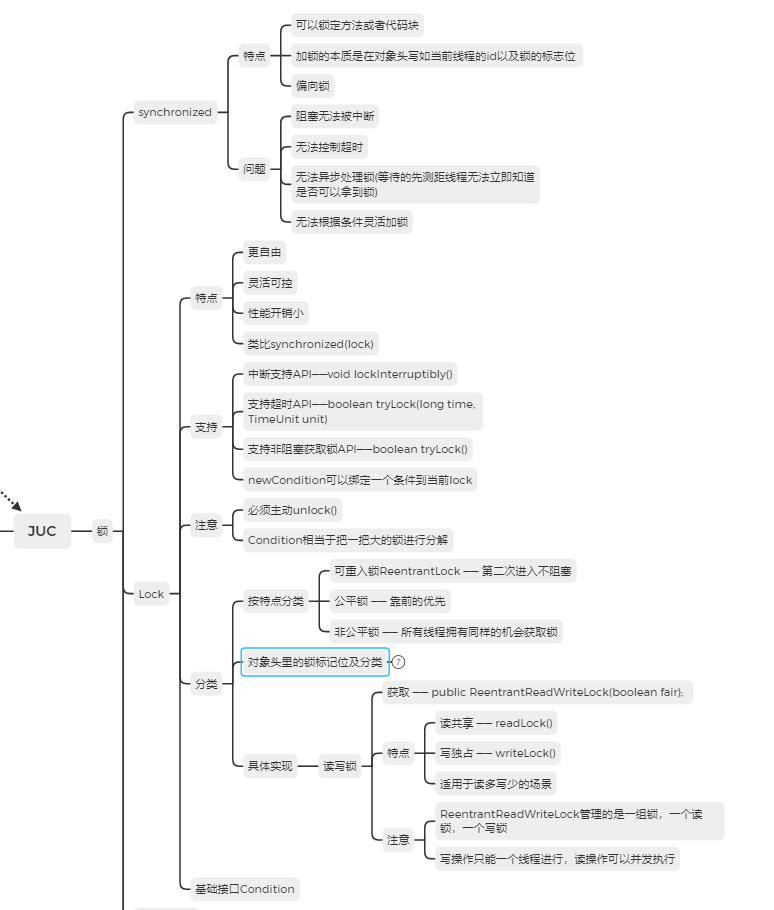 JUC
锁
synchronized
特点
可以锁定方法或者代码块
加锁的本质是在对象头写如当前线程的id以及锁的标志位
偏向锁
问题
阻塞无法被中断
无法控制超时
无法异步处理锁(等待的先测距线程无法立即知道
是否可以拿到锁)
无法根据条件灵活加锁
Lock
特点
更自由
灵活可控
性能开销小
类比synchronized(lock)
支持
中断支持API——void lockInterruptibly()
支持超时API——boolean tryLock(long time,
TimeUnit unit)
支持非阻塞获取锁API——boolean tryLock()
newCondition可以绑定一个条件到当前lock
注意
必须主动unlock()
Condition相当于把一把大的锁进行分解
分类
按特点分类
可重入锁ReentrantLock —— 第二次进入不阻塞
公平锁 —— 靠前的优先
非公平锁 —— 所有线程拥有同样的机会获取锁
对象头里的锁标记位及分类
7
具体实现
读写锁
获取 —— public ReentrantReadWriteLock(boolean fair);
特点
读共享 —— readLock()
写独占 —— writeLock()
适用于读多写少的场景
注意
ReentrantReadWriteLock管理的是一组锁，一个读
锁，一个写锁
写操作只能一个线程进行，读操作可以并发执行
基础接口Condition